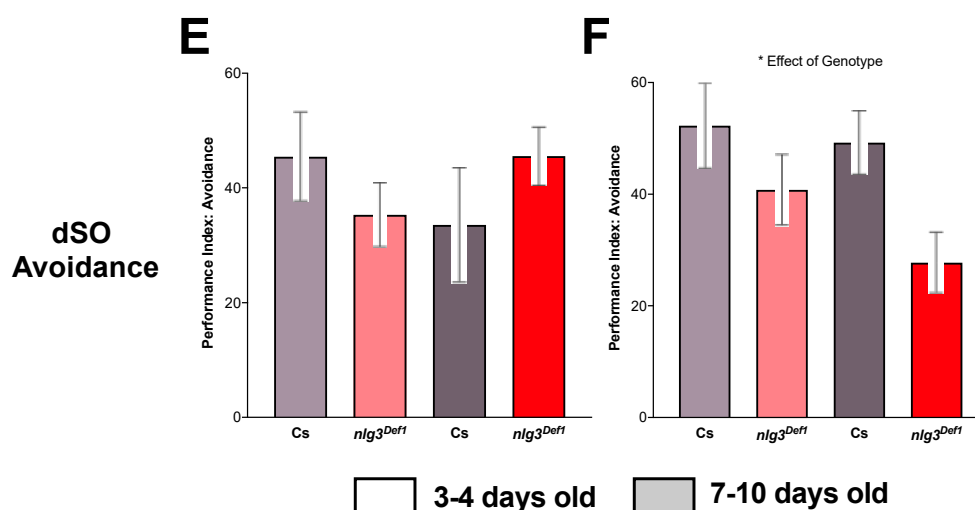 E
F
* Effect of Genotype
dSO
Avoidance
Performance Index: Avoidance
60
40
20
0
Cs
nlg3Def1
Cs
nlg3Def1
Performance Index: Avoidance
60
40
20
0
Cs
nlg3Def1
Cs
nlg3Def1
3-4 days old
7-10 days old